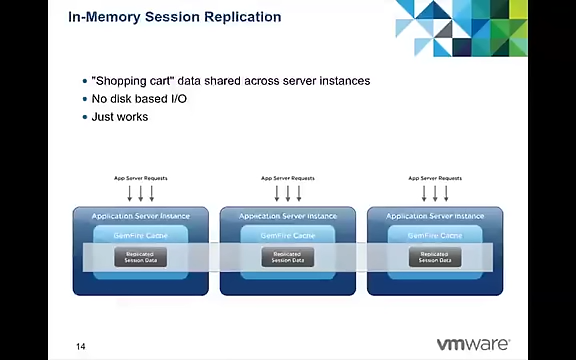 In-Memory Session Replication
• "Shopping cart" data shared across server instances
• No disk based I/O
• Just works
App Server Requests
App Server Requests
App Server Requests
Application Server Instance
Application Server Instance
Application Server Instance
GemFire Cache
GemFire Cache
GemFire Cache
Replicated
Session Data
Replicated
Session Data
Replicated
Session Data
14
vmware®